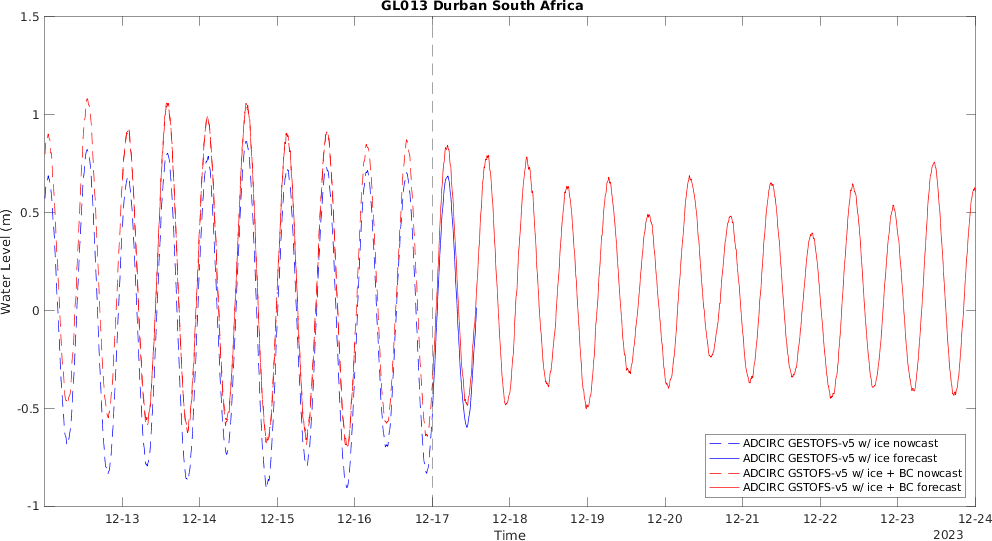 GL013 Durban South Africa
1.5
1
0.5
0
-0.5
-1
Water Level (m)
12-13
12-14
12-15
12-16
12-17
12-18
12-19
12-20
12-21
12-22
12-23
12-24
Time
2023
ADCIRC GESTOFS-v5 w/ ice nowcast
ADCIRC GESTOFS-v5 w/ ice forecast
ADCIRC GSTOFS-v5 w/ ice + BC nowcast
ADCIRC GSTOFS-v5 w/ ice + BC forecast